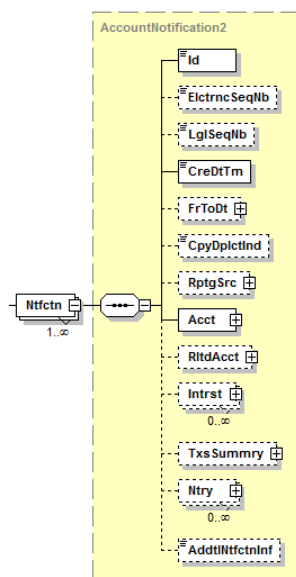 AccountNotification2
Id
ElctrncSeqNb
LglSeqNb
CreDtTm
FrToDt
CpyDplctInd
RptgSrc
Ntfctn
1..∞
Acct
RltdAcct
Intrst
0..∞
TxsSummry
Ntry
0..∞
AddtlNtfctnInf